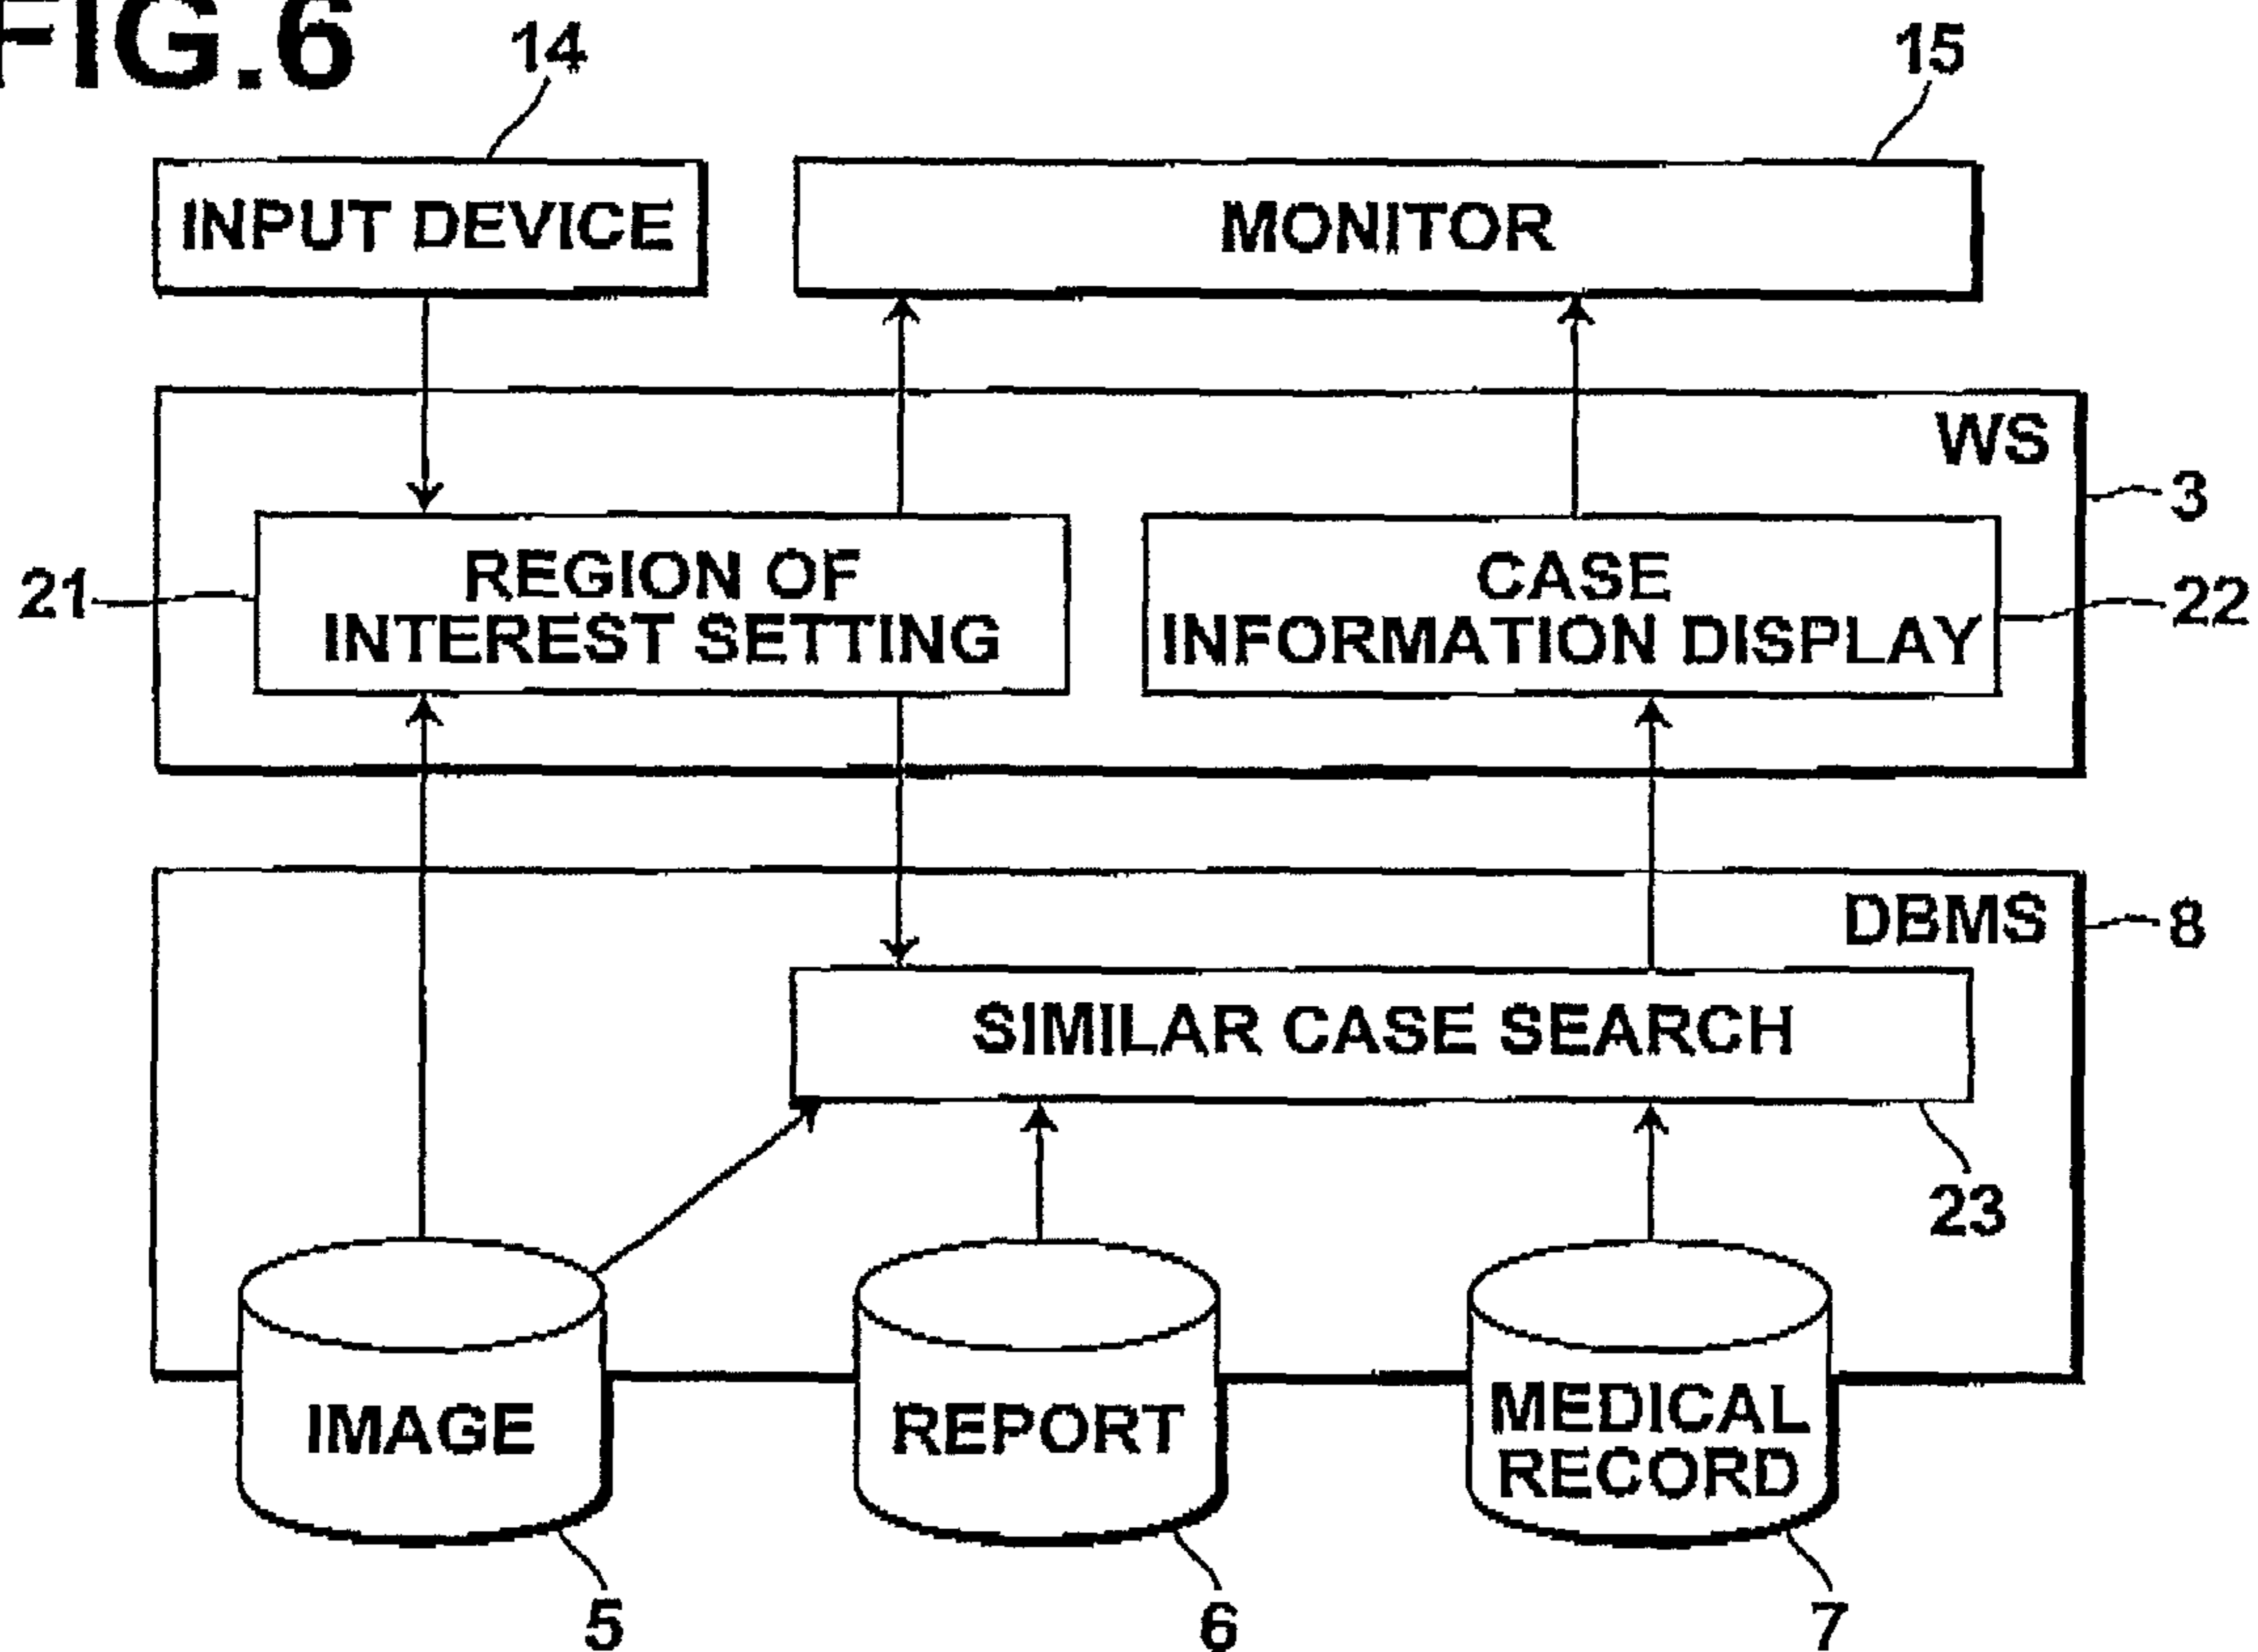 FIG.6
14
15
INPUT DEVICE
MONITOR
WS
3
REGION OF
INTEREST SETTING
CASE
INFORMATION DISPLAY
21
22
DBMS
8
SIMILAR CASE SEARCH
23
IMAGE
REPORT
MEDICAL
RECORD
5
6
7